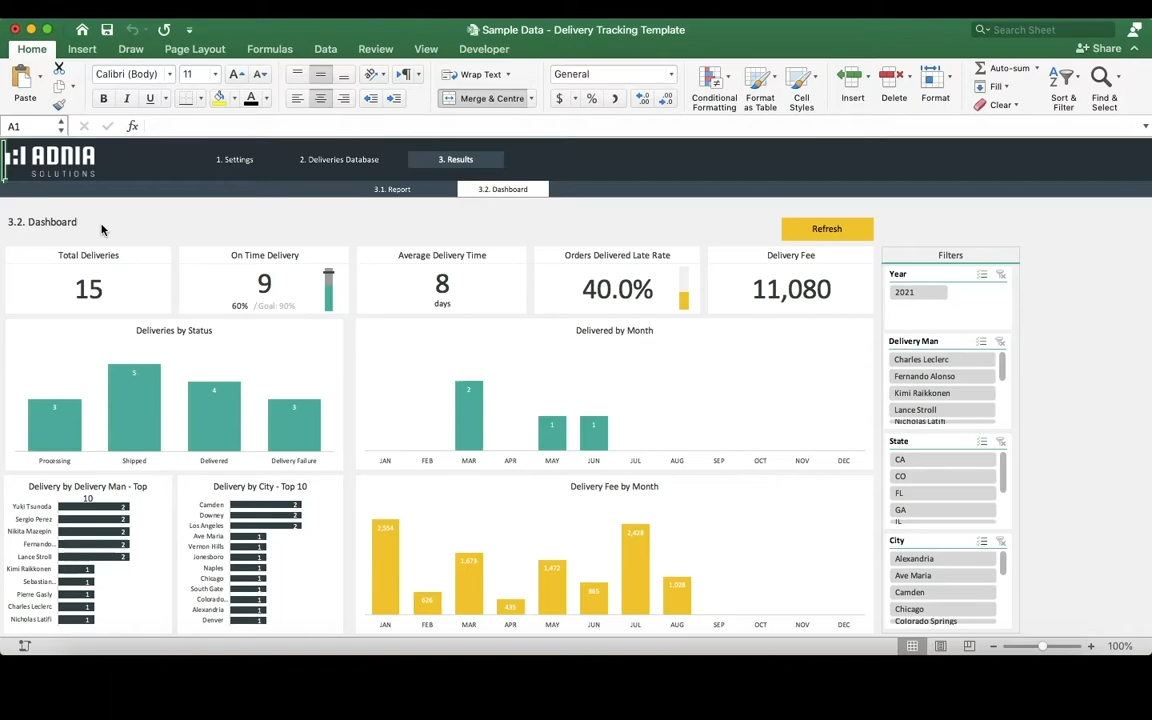 Sample Data - Delivery Tracking Template
Search Sheet
Home Insert Draw Page Layout Formulas Data Review View Developer
Share
Paste
Calibri (Body) 11
B I U
Wrap Text
Merge & Centre
General
$ %
Conditional Formatting
Format as Table
Cell Styles
Insert
Delete
Format
Auto-sum
Fill
Clear
Sort & Filter
Find & Select
A1
fx
ADNIA
SOLUTIONS
1. Settings
2. Deliveries Database
3. Results
3.1. Report
3.2. Dashboard
3.2. Dashboard
Refresh
Total Deliveries
15
On Time Delivery
9
60% / Goal: 90%
Average Delivery Time
8
days
Orders Delivered Late Rate
40.0%
Delivery Fee
11,080
Deliveries by Status
3 5 4 3
Processing Shipped Delivered Delivery Failure
Delivered by Month
2 1 1
JAN FEB MAR APR MAY JUN JUL AUG SEP OCT NOV DEC
Delivery by Delivery Man - Top 10
Yuki Tsunoda 2
Sergio Perez 2
Nikita Mazepin 2
Fernando... 2
Lance Stroll 2
Kimi Raikkonen 1
Sebastian... 1
Pierre Gasly 1
Charles Leclerc 1
Nicholas Latifi 1
Delivery by City - Top 10
Camden 2
Downey 2
Los Angeles 2
Ave Maria 1
Vernon Hills 1
Jonesboro 1
Naples 1
Chicago 1
South Gate 1
Colorado... 1
Alexandria 1
Denver 1
Delivery Fee by Month
2,554 626 1,673 435 1,472 863 2,428 1,028
JAN FEB MAR APR MAY JUN JUL AUG SEP OCT NOV DEC
Filters
Year
2021
Delivery Man
Charles Leclerc
Fernando Alonso
Kimi Raikkonen
Lance Stroll
Nicholas Latifi
State
CA
CO
FL
GA
IL
City
Alexandria
Ave Maria
Camden
Chicago
Colorado Springs
100%